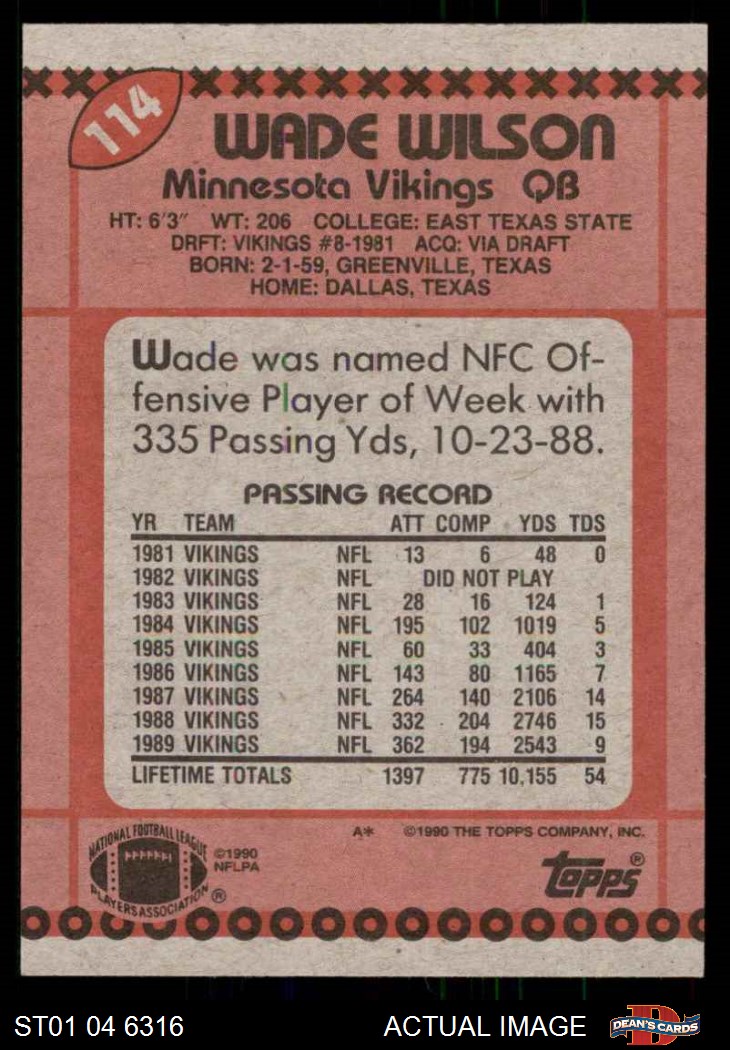 114
WADE WILSON
Minnesota Vikings QB
HT: 6'3" WT: 206 COLLEGE: EAST TEXAS STATE
DRFT: VIKINGS #8-1981 ACQ: VIA DRAFT
BORN: 2-1-59, GREENVILLE, TEXAS
HOME: DALLAS, TEXAS
Wade was named NFC Of-
fensive Player of Week with
335 Passing Yds, 10-23-88.
PASSING RECORD
YR TEAM ATT COMP YDS TDS
1981 VIKINGS NFL 13 6 48 0
1982 VIKINGS NFL DID NOT PLAY
1983 VIKINGS NFL 28 16 124 1
1984 VIKINGS NFL 195 102 1019 5
1985 VIKINGS NFL 60 33 404 3
1986 VIKINGS NFL 143 80 1165 7
1987 VIKINGS NFL 264 140 2106 14
1988 VIKINGS NFL 332 204 2746 15
1989 VIKINGS NFL 362 194 2543 9
LIFETIME TOTALS 1397 775 10,155 54
A* ©1990 THE TOPPS COMPANY, INC.
NATIONAL FOOTBALL LEAGUE
PLAYERS ASSOCIATION ®
©1990
NFLPA
Topps ®
ST01 04 6316 ACTUAL IMAGE
D
DEAN'S CARDS